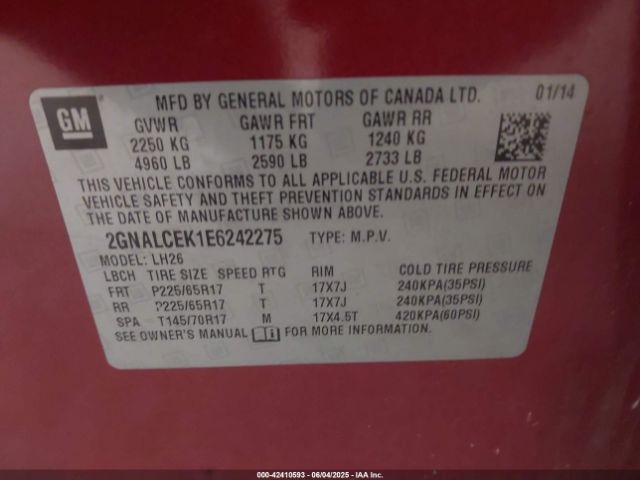 GM
MFD BY GENERAL MOTORS OF CANADA LTD. 01/14
GVWR GAWR FRT GAWR RR
2250 KG 1175 KG 1240 KG
4960 LB 2590 LB 2733 LB
THIS VEHICLE CONFORMS TO ALL APPLICABLE U.S. FEDERAL MOTOR
VEHICLE SAFETY AND THEFT PREVENTION STANDARDS IN EFFECT ON
THE DATE OF MANUFACTURE SHOWN ABOVE.
2GNALCEK1E6242275 TYPE: M.P.V.
MODEL: LH26
LBCH TIRE SIZE SPEED RTG RIM COLD TIRE PRESSURE
FRT P225/65R17 T 17X7J 240KPA(35PSI)
RR P225/65R17 T 17X7J 240KPA(35PSI)
SPA T145/70R17 M 17X4.5T 420KPA(60PSI)
SEE OWNER'S MANUAL FOR MORE INFORMATION.
000-42410593 - 06/04/2025 - IAA Inc.